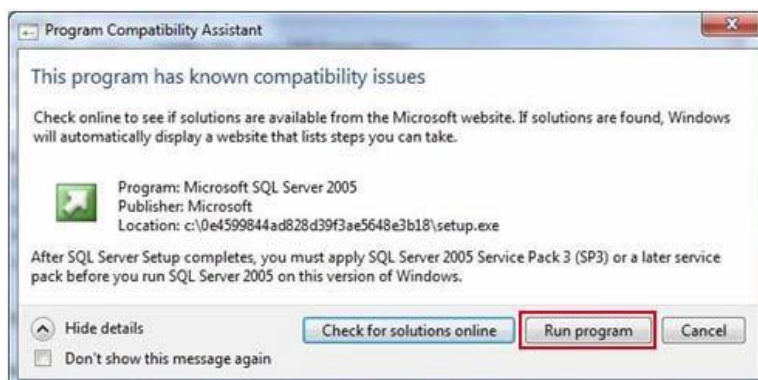 Program Compatibility Assistant
This program has known compatibility issues
Check online to see if solutions are available from the Microsoft website. If solutions are found, Windows
will automatically display a website that lists steps you can take.
Program: Microsoft SQL Server 2005
Publisher: Microsoft
Location: c:\0e4599844ad828d39f3ae5648e3b18\setup.exe
After SQL Server Setup completes, you must apply SQL Server 2005 Service Pack 3 (SP3) or a later service
pack before you run SQL Server 2005 on this version of Windows.
Hide details
Check for solutions online
Run program
Cancel
Don't show this message again